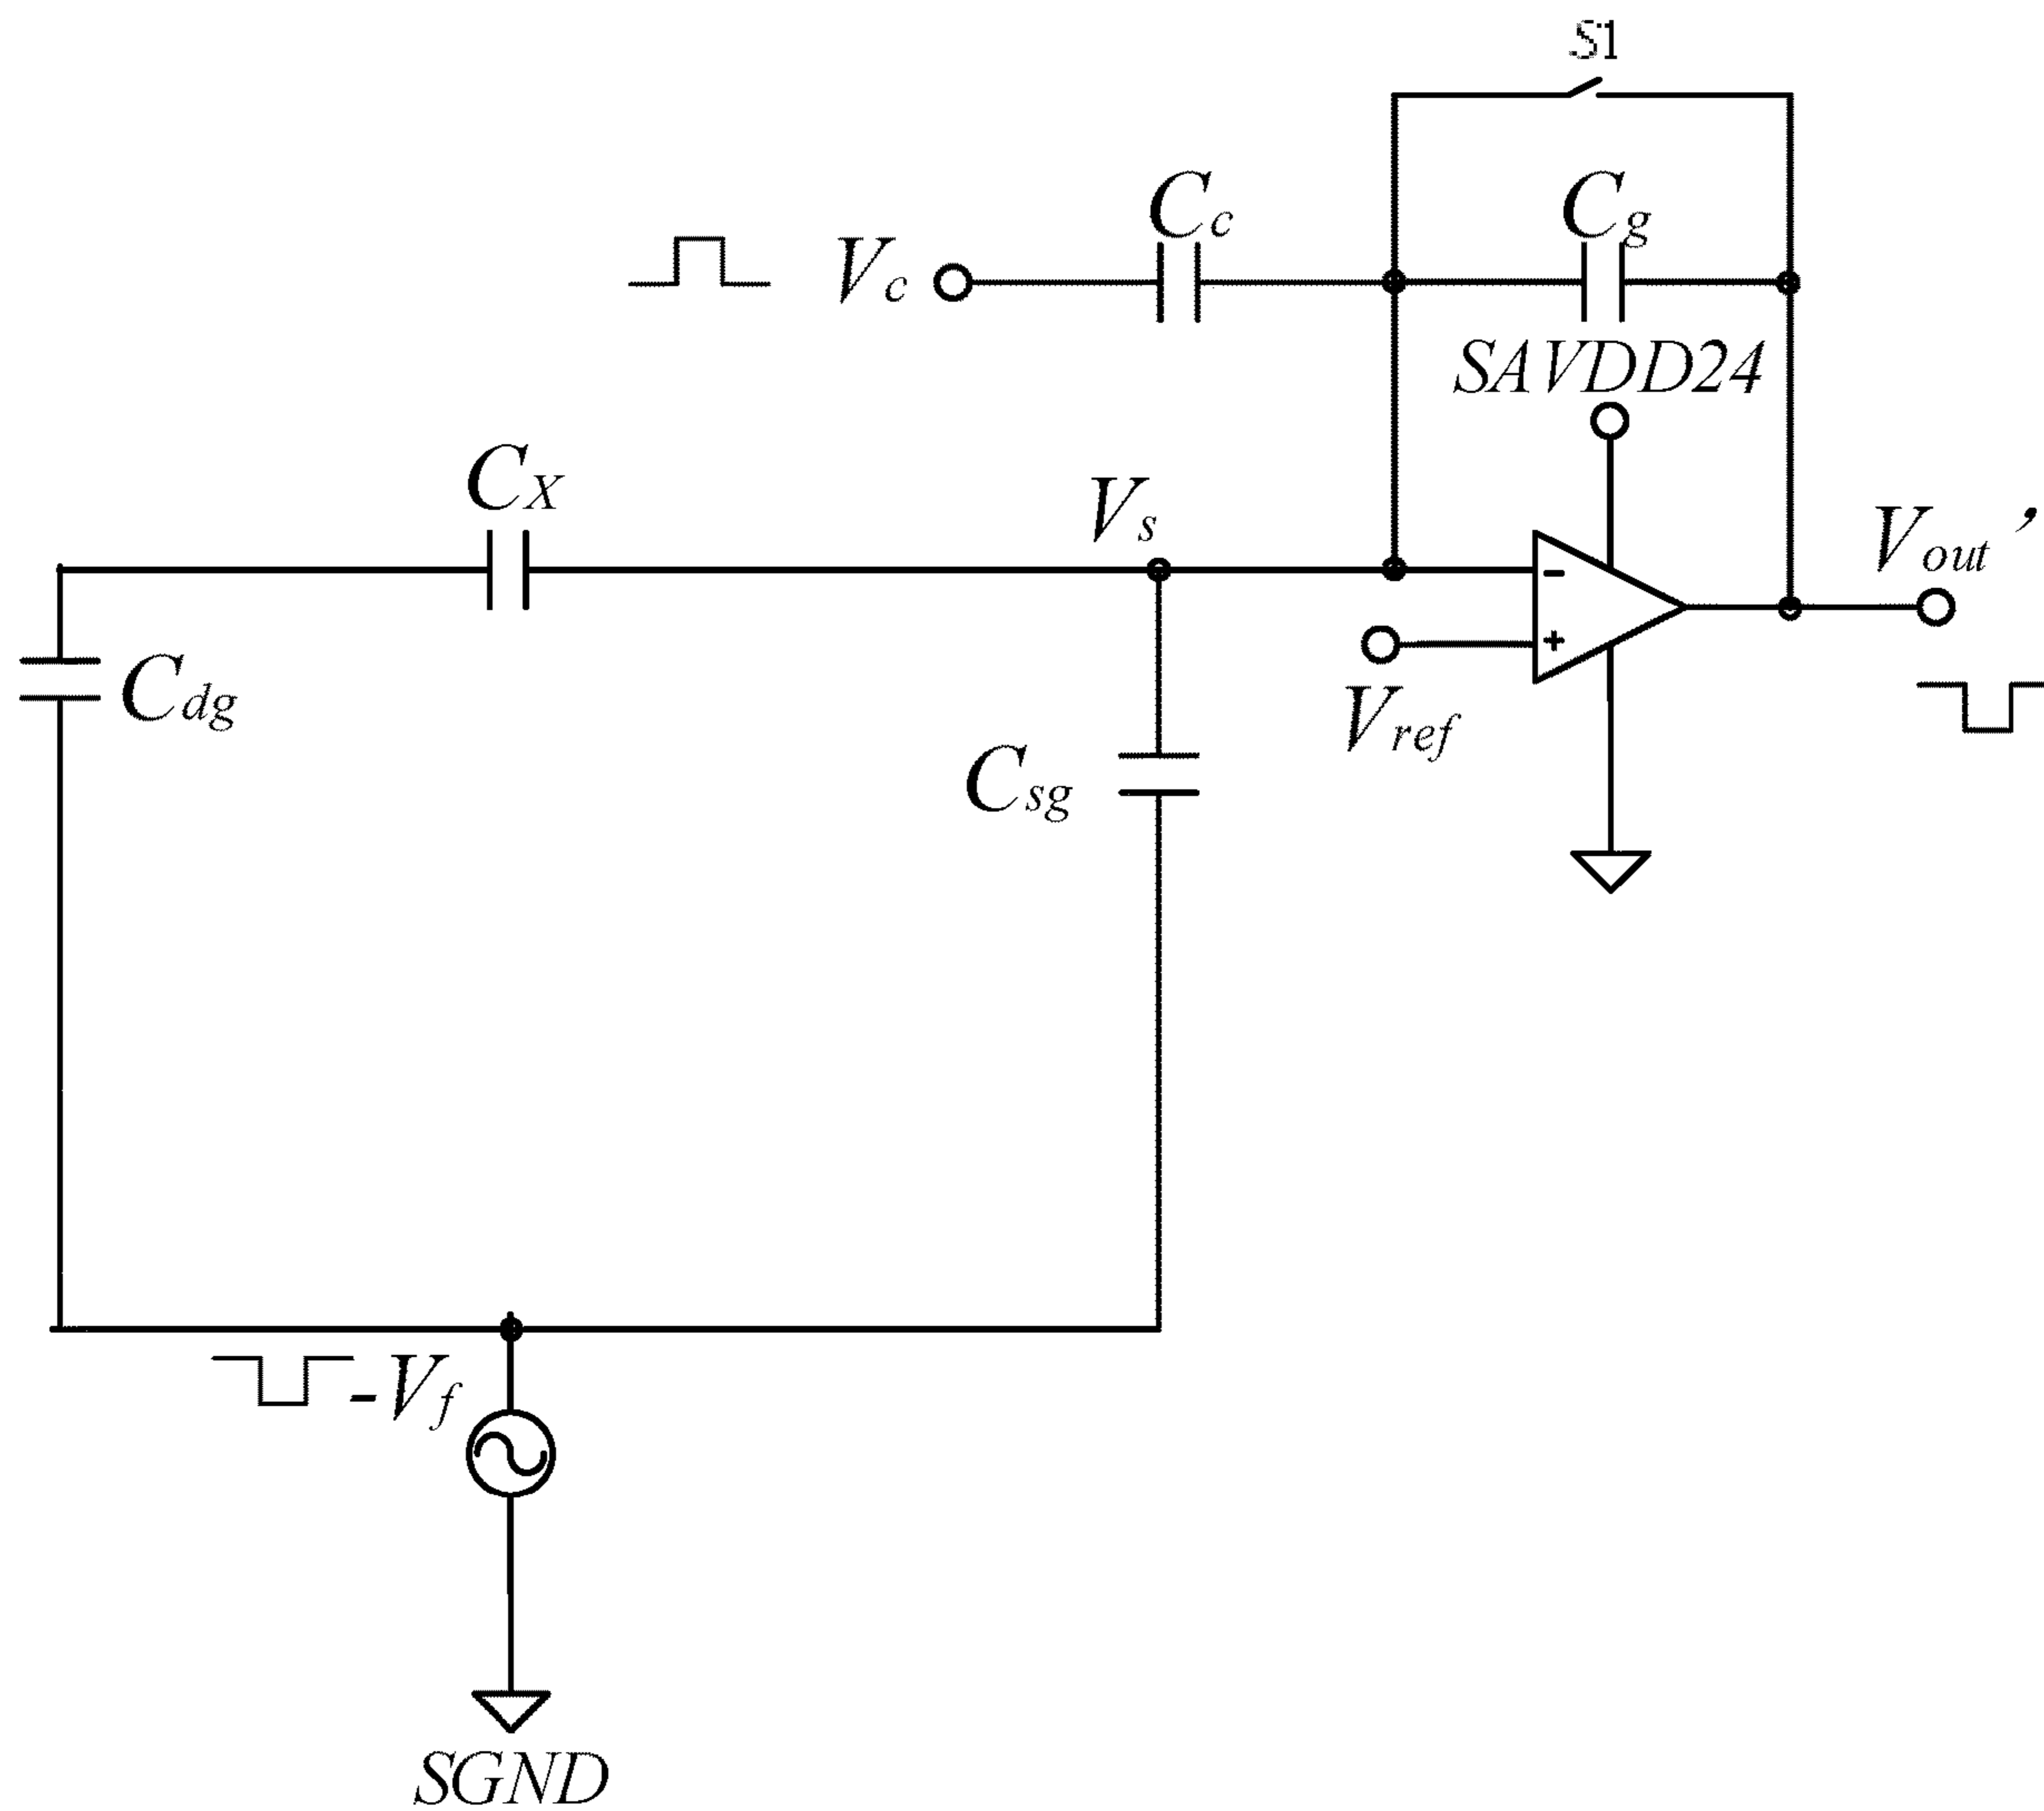 S1
Cc
Cg
Vc
SAVDD24
CX
Vs
Vout’
-
+
Cdg
Vref
Csg
-Vf
SGND